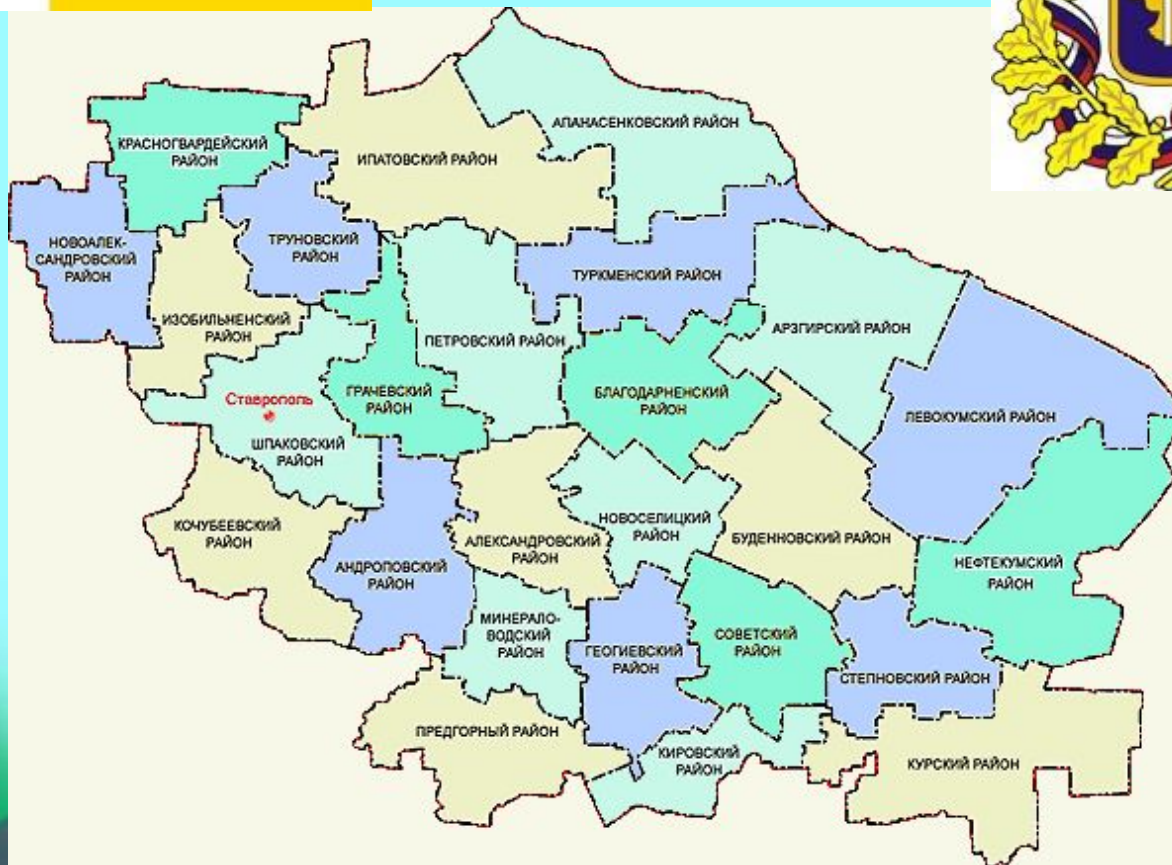 АПАНАСЕНКОВСКИЙ РАЙОН
КРАСНОГВАРДЕЙСКИЙ
РАЙОН
ИПАТОВСКИЙ РАЙОН
НОВОАЛЕК-
САНДРОВСКИЙ
РАЙОН
ТРУНОВСКИЙ
РАЙОН
ТУРКМЕНСКИЙ РАЙОН
ИЗОБИЛЬНЕНСКИЙ
РАЙОН
ПЕТРОВСКИЙ РАЙОН
АРЗГИРСКИЙ РАЙОН
Ставрополь
ГРАЧЕВСКИЙ
РАЙОН
БЛАГОДАРНЕНСКИЙ
РАЙОН
ЛЕВОКУМСКИЙ РАЙОН
ШПАКОВСКИЙ
РАЙОН
КОЧУБЕЕВСКИЙ
РАЙОН
АЛЕКСАНДРОВСКИЙ
РАЙОН
НОВОСЕЛИЦКИЙ
РАЙОН
БУДЕННОВСКИЙ РАЙОН
АНДРОПОВСКИЙ
РАЙОН
НЕФТЕКУМСКИЙ
РАЙОН
МИНЕРАЛО-
ВОДСКИЙ
РАЙОН
ГЕОГИЕВСКИЙ
РАЙОН
СОВЕТСКИЙ
РАЙОН
СТЕПНОВСКИЙ РАЙОН
ПРЕДГОРНЫЙ РАЙОН
КИРОВСКИЙ
РАЙОН
КУРСКИЙ РАЙОН